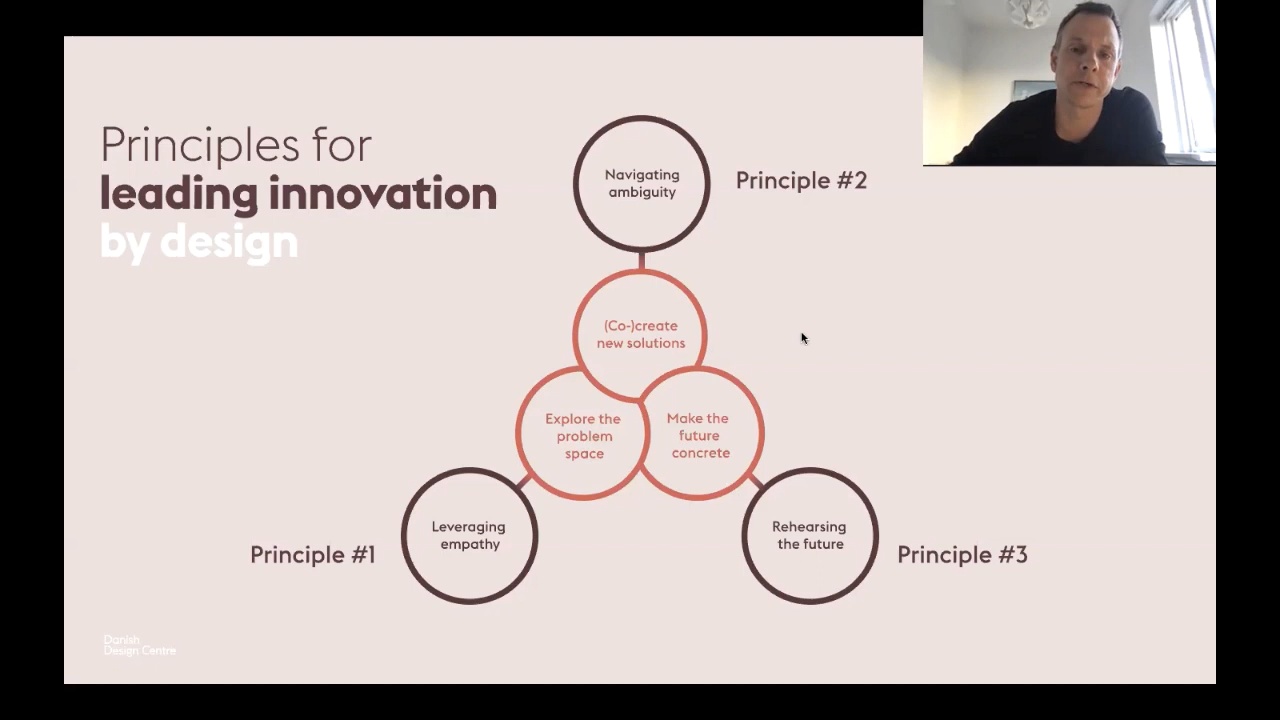 Principles for
leading innovation
by design
Navigating
ambiguity
Principle #2
(Co-)create
new solutions
Explore the
problem
space
Make the
future
concrete
Principle #1
Leveraging
empathy
Rehearsing
the future
Principle #3
Danish
Design Centre